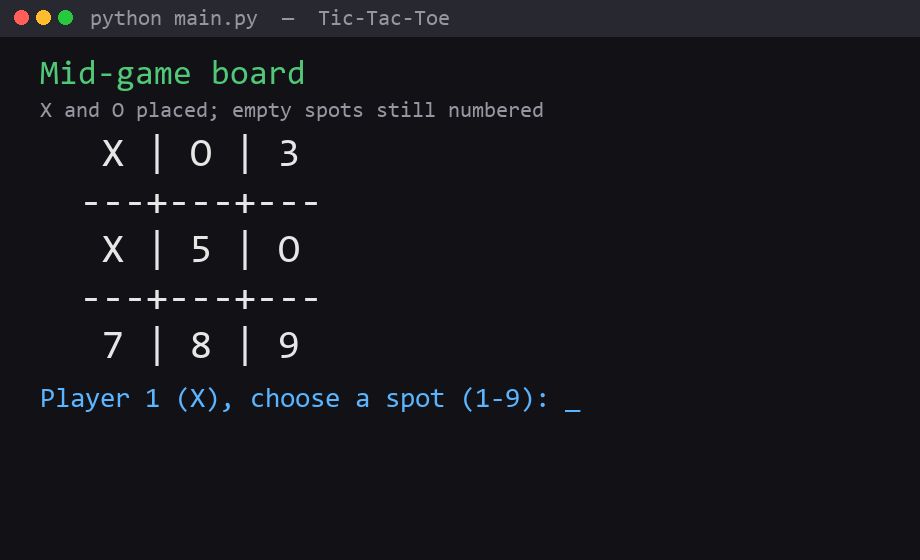 python main.py — Tic-Tac-Toe
Mid-game board
X and O placed; empty spots still numbered
X | O | 3
---+---+---
X | 5 | O
---+---+---
7 | 8 | 9
Player 1 (X), choose a spot (1-9): _